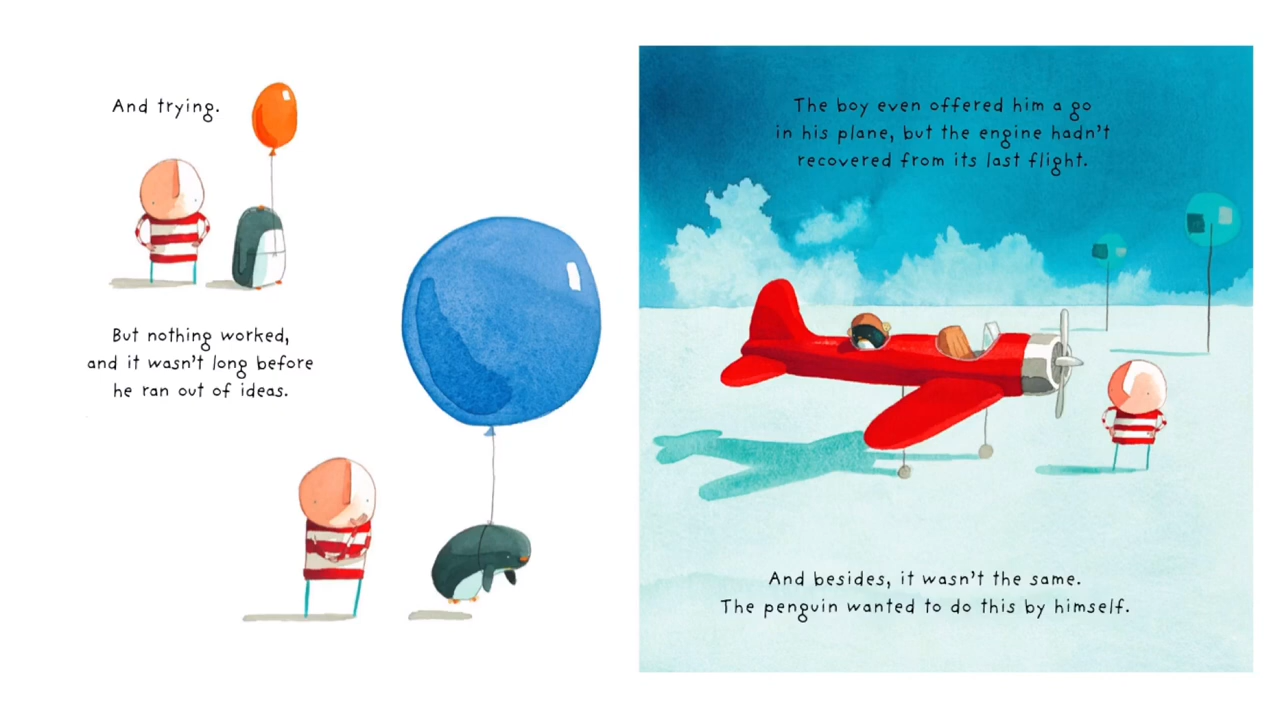 And trying.
But nothing worked,
and it wasn't long before
he ran out of ideas.
The boy even offered him a go
in his plane, but the engine hadn't
recovered from its last flight.
And besides, it wasn't the same.
The penguin wanted to do this by himself.